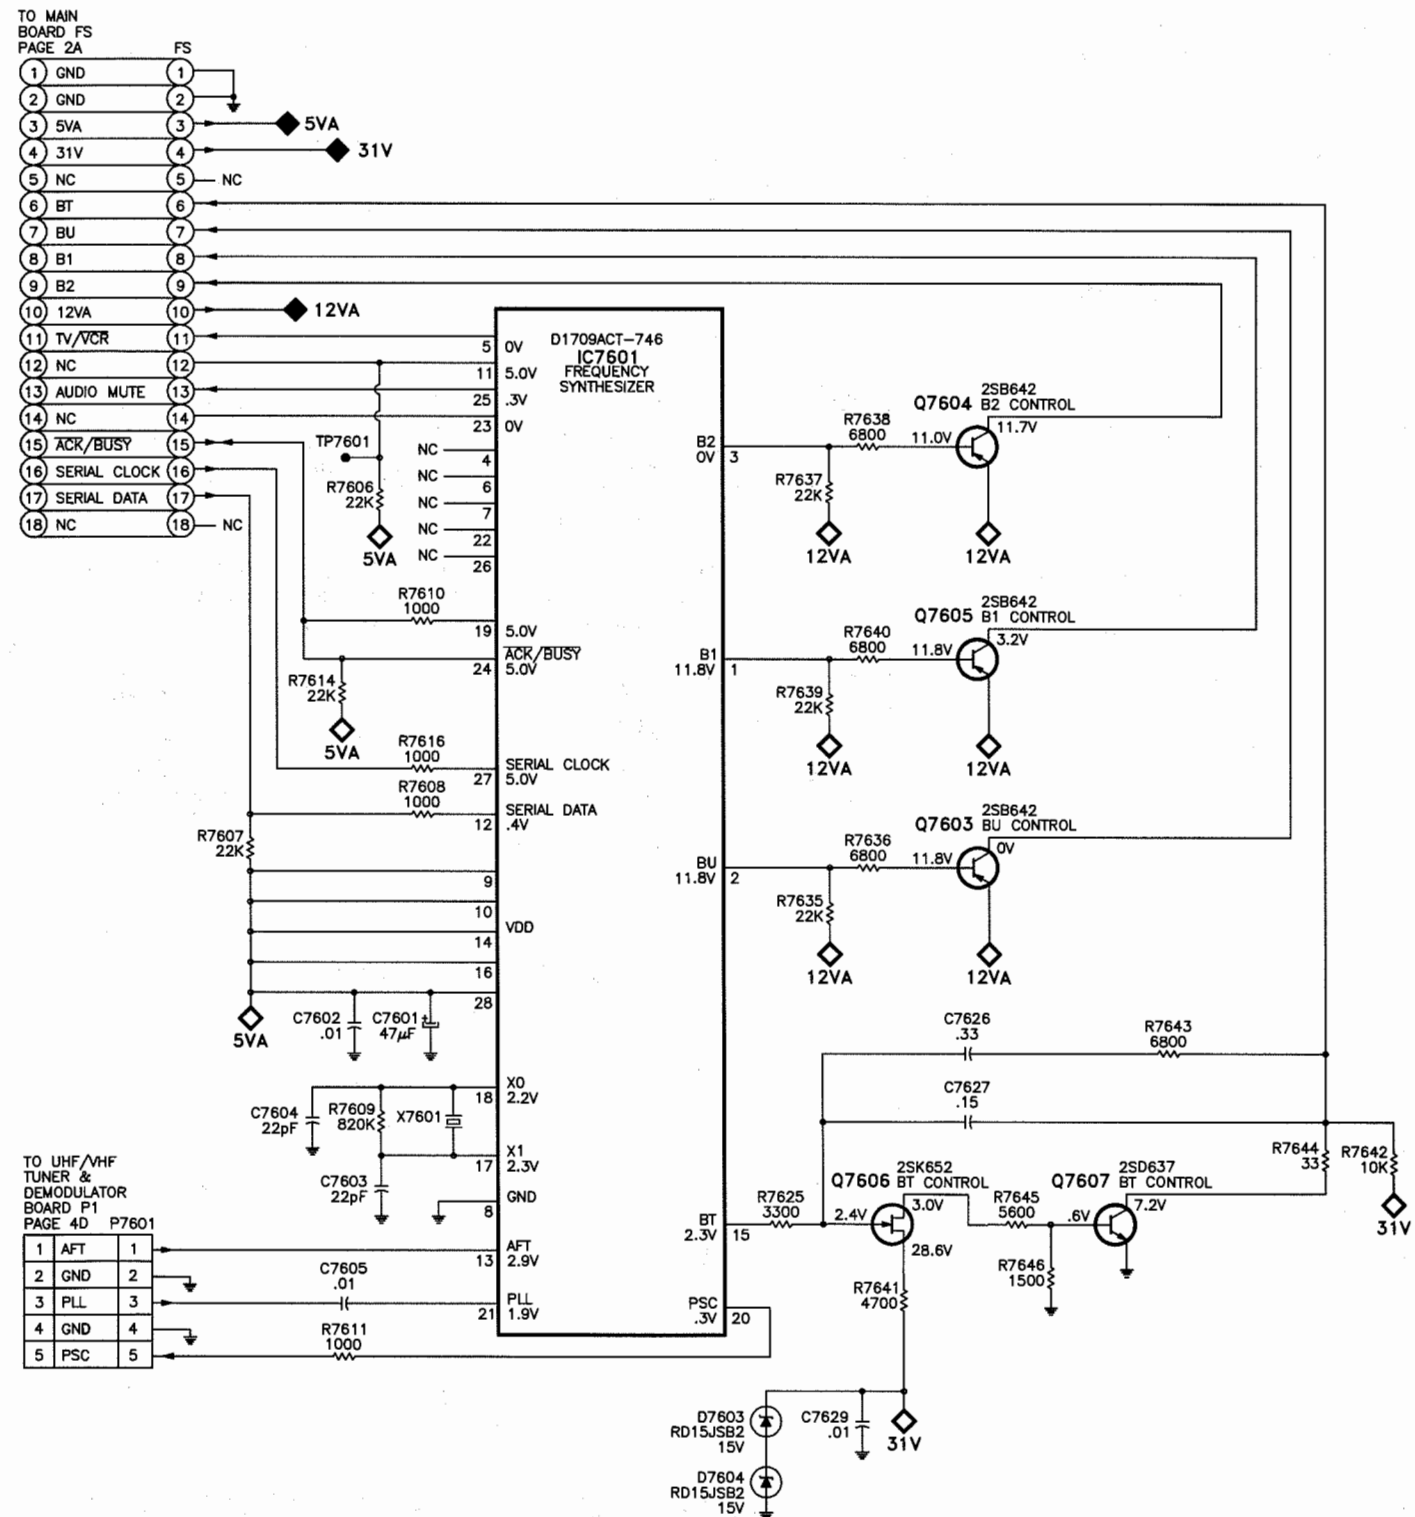 TO MAIN
BOARD FS
PAGE 2A
FS
1 GND 1
2 GND 2
3 5VA 3
5VA
4 31V 4
31V
5 NC 5 NC
6 BT 6
7 BU 7
8 B1 8
9 B2 9
10 12VA 10
12VA
11 TV/VCR 11
12 NC 12
13 AUDIO MUTE 13
14 NC 14
15 ACK/BUSY 15
16 SERIAL CLOCK 16
17 SERIAL DATA 17
18 NC 18 NC
D1709ACT-746
IC7601
FREQUENCY
SYNTHESIZER
5 0V
11 5.0V
25 .3V
23 0V
NC 4
NC 6
NC 7
NC 22
NC 26
TP7601
R7606
22K
5VA
R7610
1000
19 5.0V
ACK/BUSY
24 5.0V
R7614
22K
5VA
R7616
1000
SERIAL CLOCK
27 5.0V
R7608
1000
SERIAL DATA
12 .4V
R7607
22K
9
10
VDD
14
16
28
5VA
C7602
.01
C7601
+
47µF
X0
18 2.2V
C7604
22pF
R7609
820K
X7601
X1
17 2.3V
C7603
22pF
GND
8
TO UHF/VHF
TUNER &
DEMODULATOR
BOARD P1
PAGE 4D P7601
1 AFT 1
2 GND 2
3 PLL 3
4 GND 4
5 PSC 5
AFT
13 2.9V
C7605
.01
PLL
21 1.9V
R7611
1000
B2
0V 3
R7638
6800
11.0V
Q7604
2SB642
B2 CONTROL
11.7V
R7637
22K
12VA
12VA
B1
11.8V 1
R7640
6800
11.8V
Q7605
2SB642
B1 CONTROL
3.2V
R7639
22K
12VA
12VA
BU
11.8V 2
R7636
6800
11.8V
Q7603
2SB642
BU CONTROL
0V
R7635
22K
12VA
12VA
C7626
.33
R7643
6800
C7627
.15
R7644
33
R7642
10K
31V
BT
2.3V 15
R7625
3300
2.4V
Q7606
2SK652
BT CONTROL
3.0V
28.6V
R7645
5600
.6V
Q7607
2SD637
BT CONTROL
7.2V
R7646
1500
R7641
4700
PSC
.3V 20
D7603
RD15JSB2
15V
C7629
.01
31V
D7604
RD15JSB2
15V